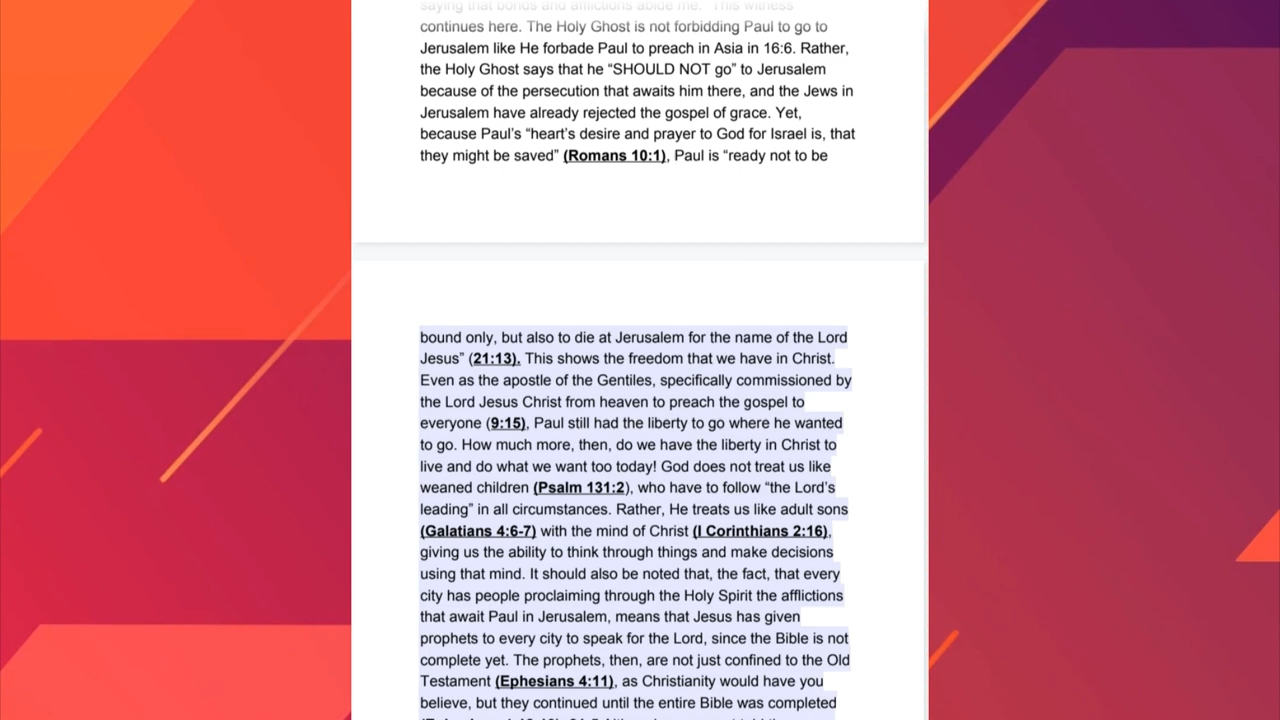 saying that bonds and afflictions abide me.” This witness
continues here. The Holy Ghost is not forbidding Paul to go to
Jerusalem like He forbade Paul to preach in Asia in 16:6. Rather,
the Holy Ghost says that he “SHOULD NOT go” to Jerusalem
because of the persecution that awaits him there, and the Jews in
Jerusalem have already rejected the gospel of grace. Yet,
because Paul’s “heart’s desire and prayer to God for Israel is, that
they might be saved” (Romans 10:1), Paul is “ready not to be
bound only, but also to die at Jerusalem for the name of the Lord
Jesus” (21:13). This shows the freedom that we have in Christ.
Even as the apostle of the Gentiles, specifically commissioned by
the Lord Jesus Christ from heaven to preach the gospel to
everyone (9:15), Paul still had the liberty to go where he wanted
to go. How much more, then, do we have the liberty in Christ to
live and do what we want too today! God does not treat us like
weaned children (Psalm 131:2), who have to follow “the Lord’s
leading” in all circumstances. Rather, He treats us like adult sons
(Galatians 4:6-7) with the mind of Christ (I Corinthians 2:16),
giving us the ability to think through things and make decisions
using that mind. It should also be noted that, the fact, that every
city has people proclaiming through the Holy Spirit the afflictions
that await Paul in Jerusalem, means that Jesus has given
prophets to every city to speak for the Lord, since the Bible is not
complete yet. The prophets, then, are not just confined to the Old
Testament (Ephesians 4:11), as Christianity would have you
believe, but they continued until the entire Bible was completed